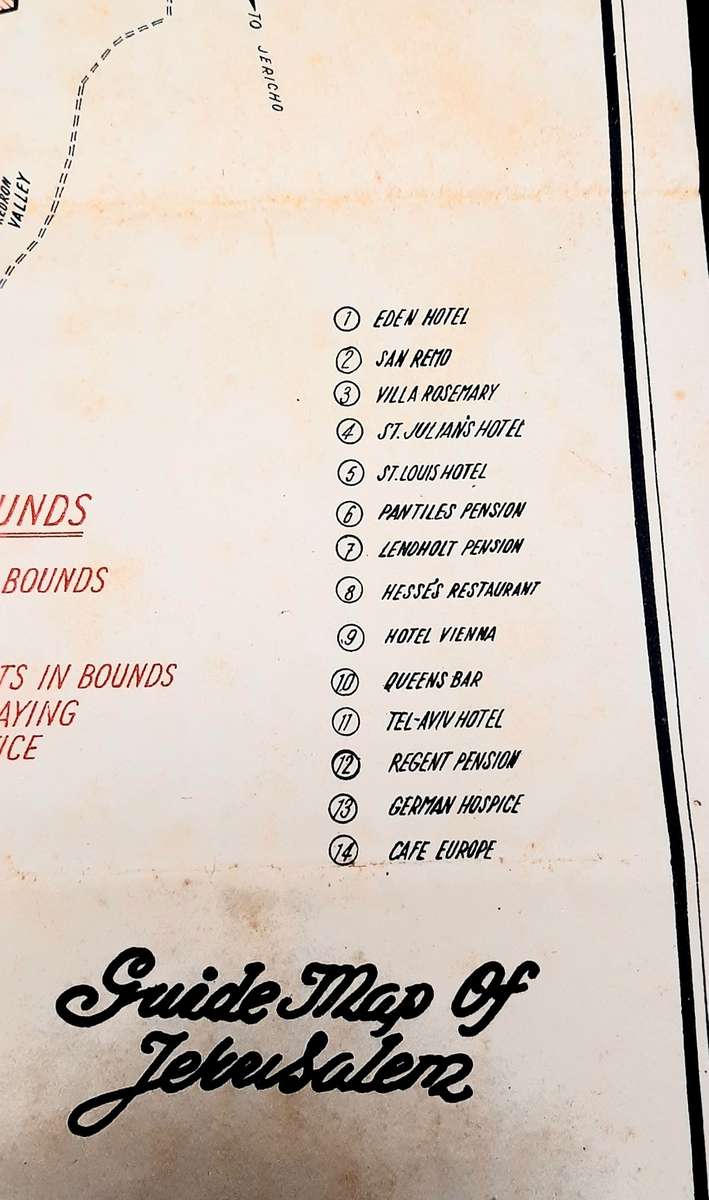 TO JERICHO
KEDRON
VALLEY
① EDEN HOTEL
② SAN REMO
③ VILLA ROSEMARY
④ ST. JULIAN'S HOTEL
⑤ ST. LOUIS HOTEL
⑥ PANTILES PENSION
⑦ LENDHOLT PENSION
⑧ HESSÉS RESTAURANT
⑨ HOTEL VIENNA
⑩ QUEENS BAR
⑪ TEL-AVIV HOTEL
⑫ REGENT PENSION
⑬ GERMAN HOSPICE
⑭ CAFE EUROPE
UNDS
BOUNDS
TS IN BOUNDS
AYING
ICE
Guide Map Of
Jerusalem